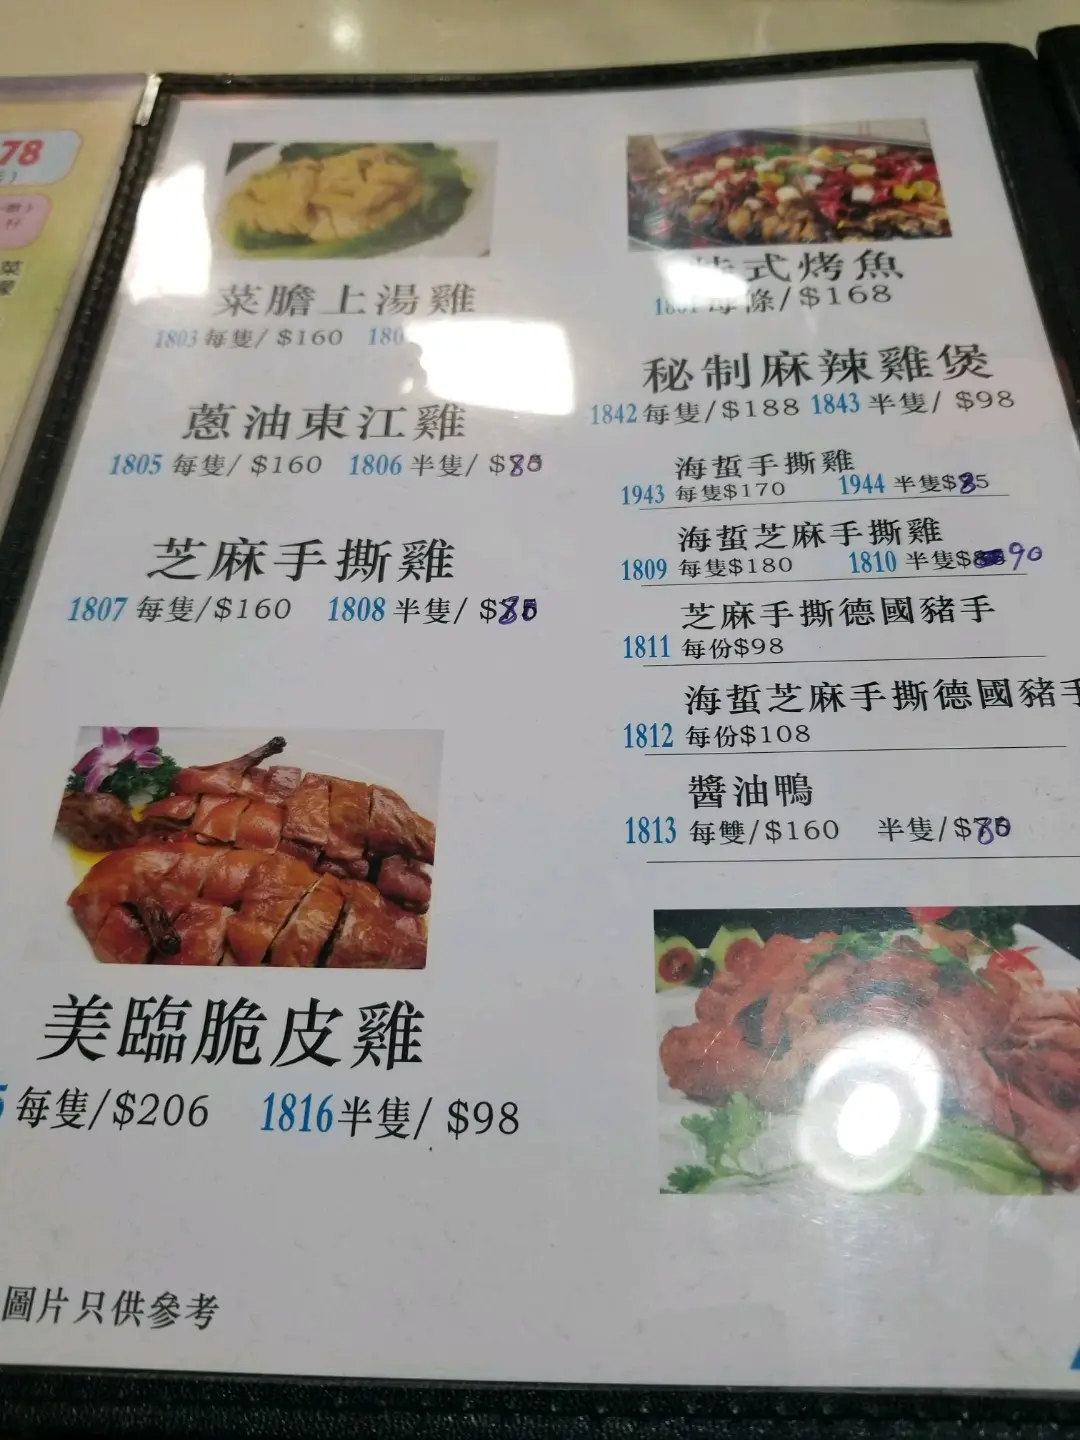 78
菜
菜膽上湯雞
1803 每隻/ $160 180
蔥油東江雞
1805 每隻/ $160 1806 半隻/ $85
芝麻手撕雞
1807 每隻/$160 1808 半隻/ $85
美臨脆皮雞
5 每隻/$206 1816 半隻/ $98
圖片只供參考
式烤魚
1801 每條/$168
秘制麻辣雞煲
1842 每隻/$188 1843 半隻/ $98
海蜇手撕雞
1943 每隻$170 1944 半隻$85
海蜇芝麻手撕雞
1809 每隻$180 1810 半隻$90
芝麻手撕德國豬手
1811 每份$98
海蜇芝麻手撕德國豬手
1812 每份$108
醬油鴨
1813 每雙/$160 半隻/$